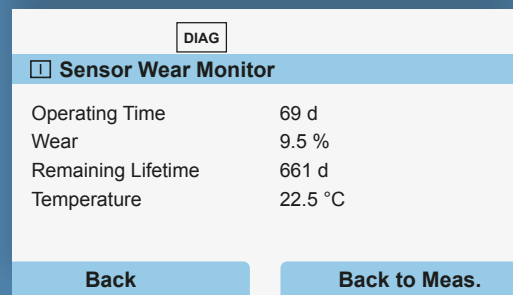 DIAG
Sensor Wear Monitor
Operating Time 69 d
Wear 9.5 %
Remaining Lifetime 661 d
Temperature 22.5 °C
Back Back to Meas.